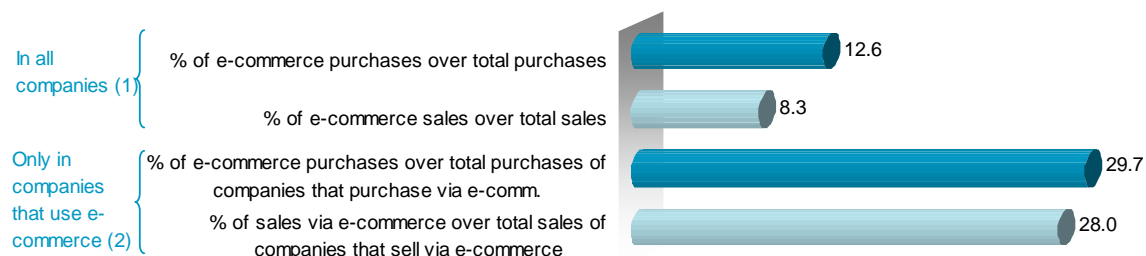 In all
companies (1)
% of e-commerce purchases over total purchases
12.6
% of e-commerce sales over total sales
8.3
Only in
companies
that use e-
commerce (2)
% of e-commerce purchases over total purchases of
companies that purchase via e-comm.
29.7
% of sales via e-commerce over total sales of
companies that sell via e-commerce
28.0